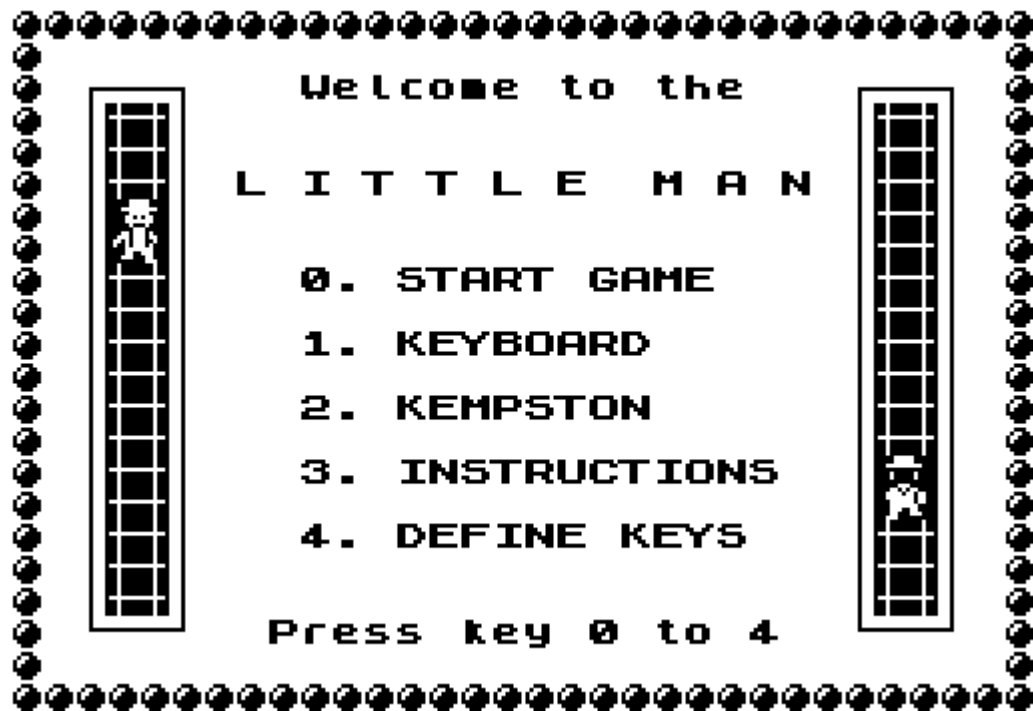 Welcome to the
L I T T L E  M A N
0. START GAME
1. KEYBOARD
2. KEMPSTON
3. INSTRUCTIONS
4. DEFINE KEYS
Press key 0 to 4